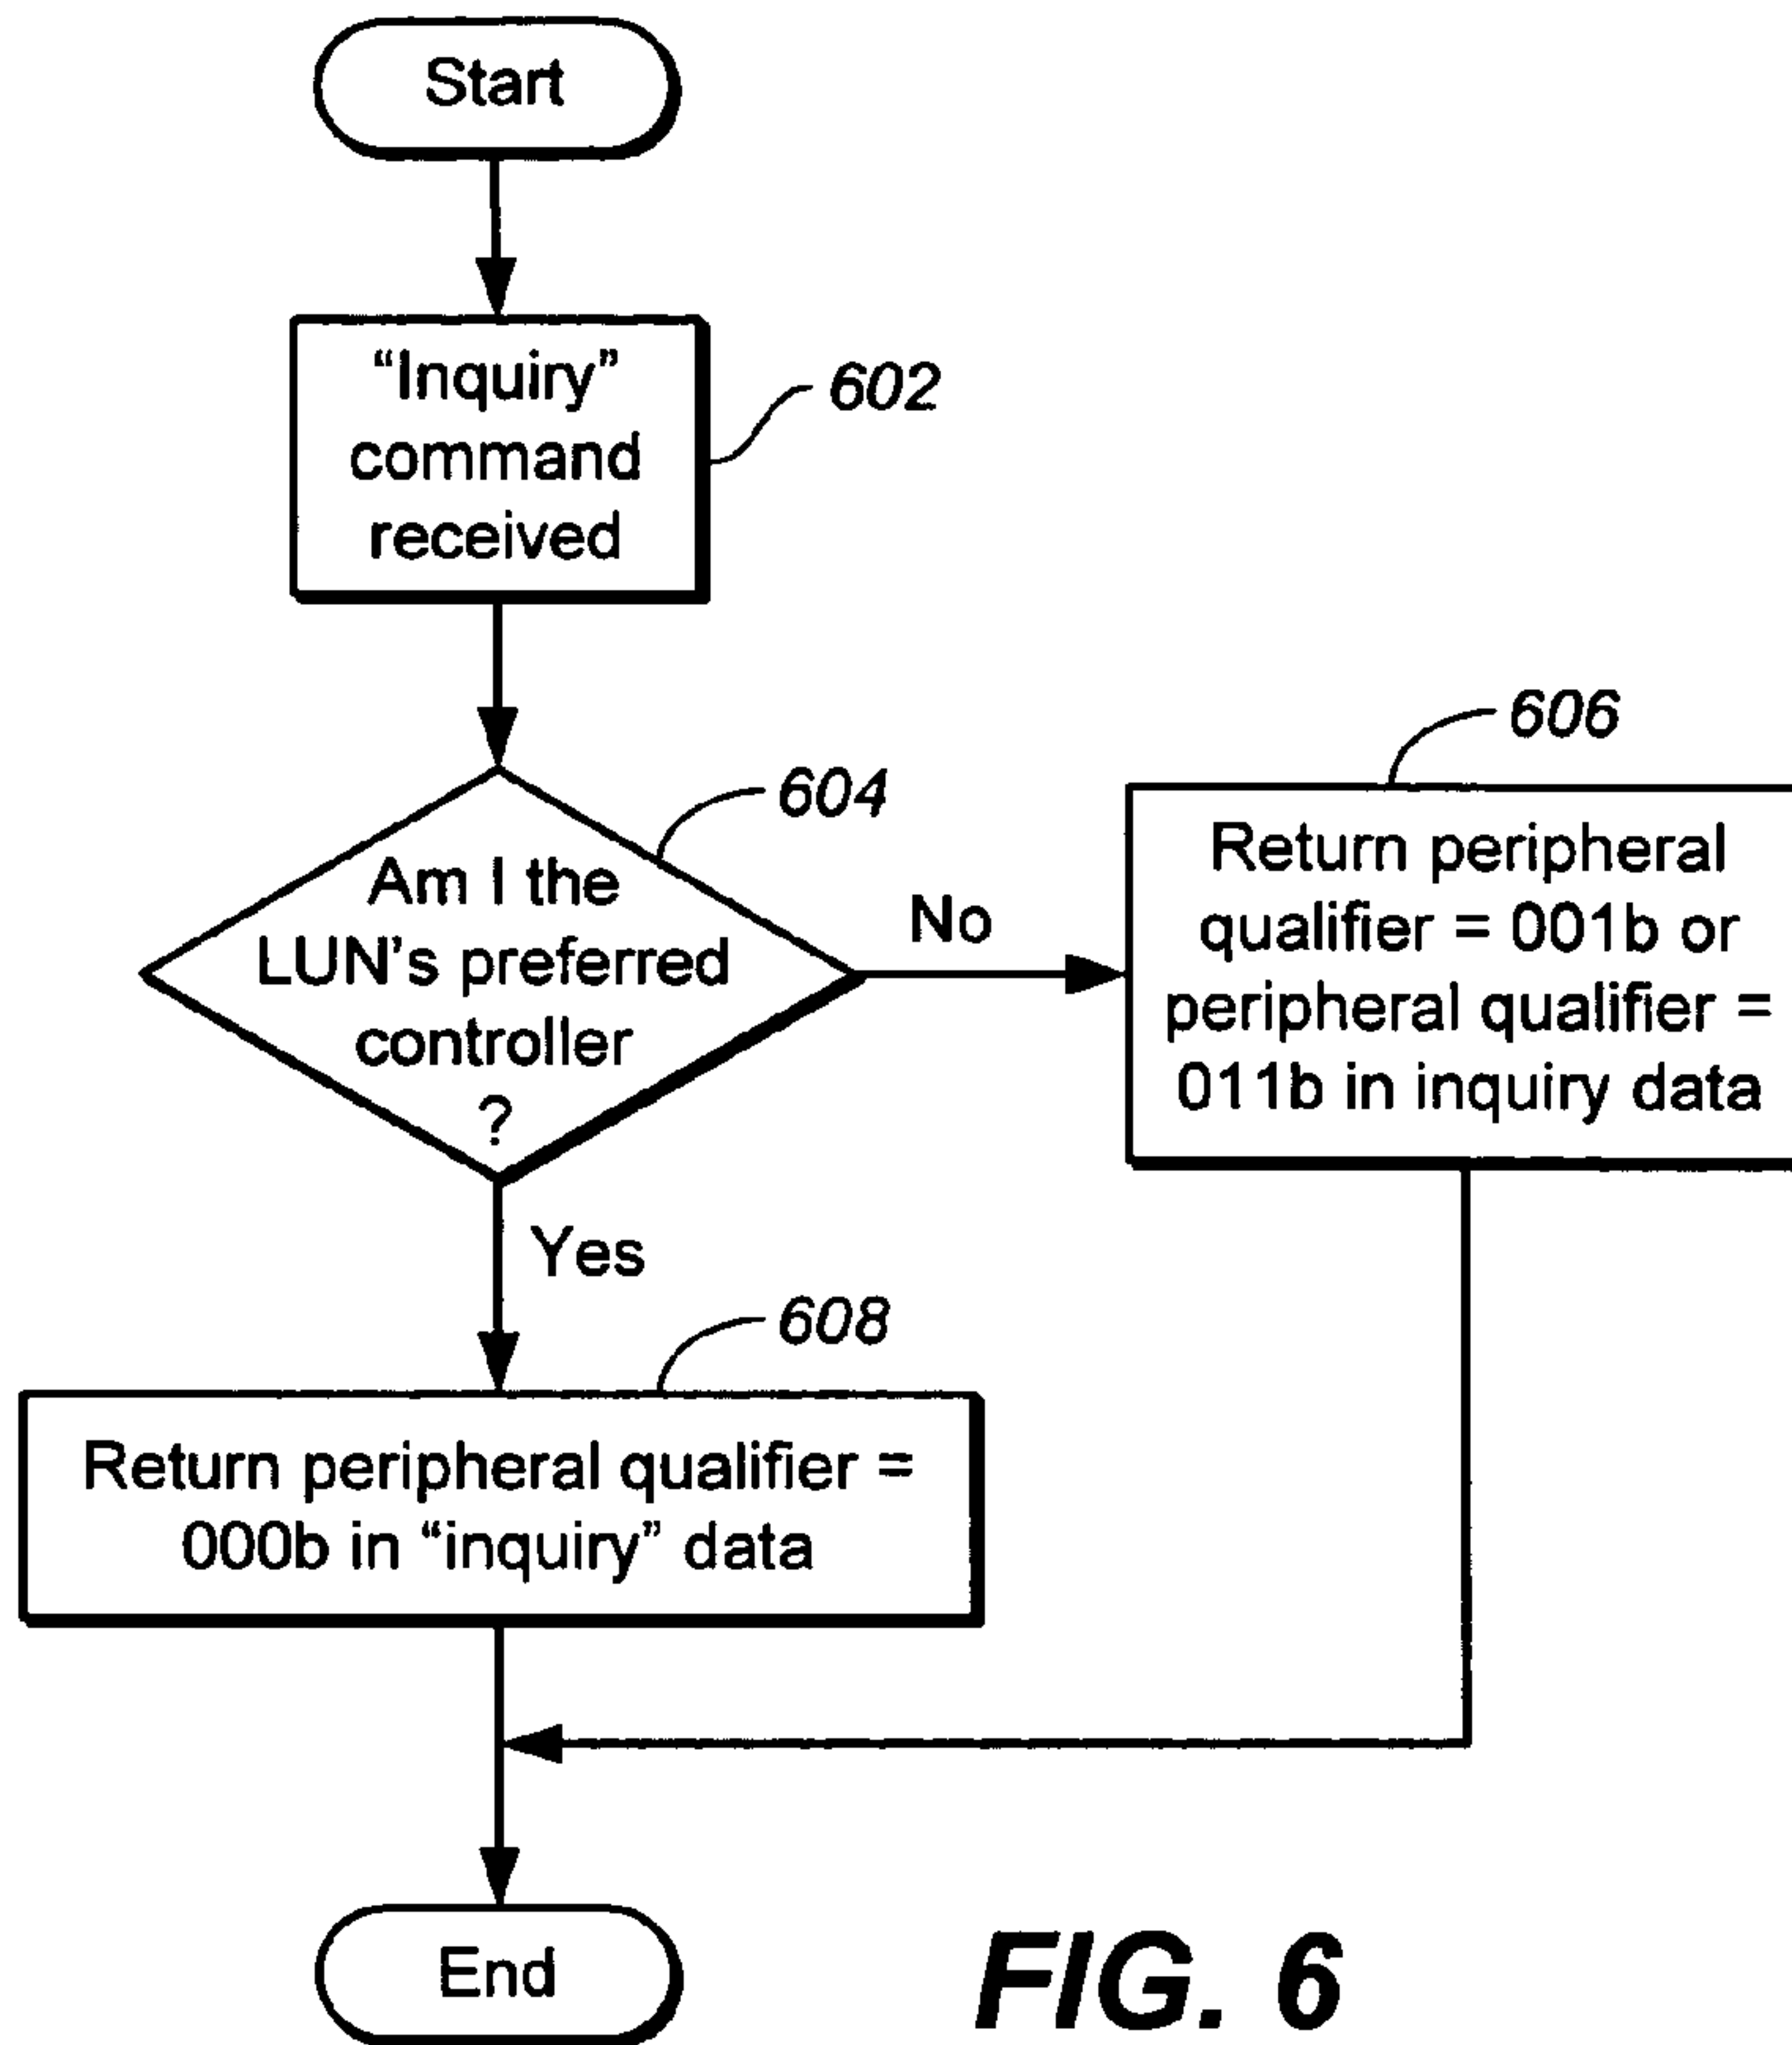 Start
“Inquiry”
command
received
602
604
Am I the
LUN's preferred
controller
?
No
606
Return peripheral
qualifier = 001b or
peripheral qualifier =
011b in inquiry data
Yes
608
Return peripheral qualifier =
000b in “inquiry” data
End
FIG. 6